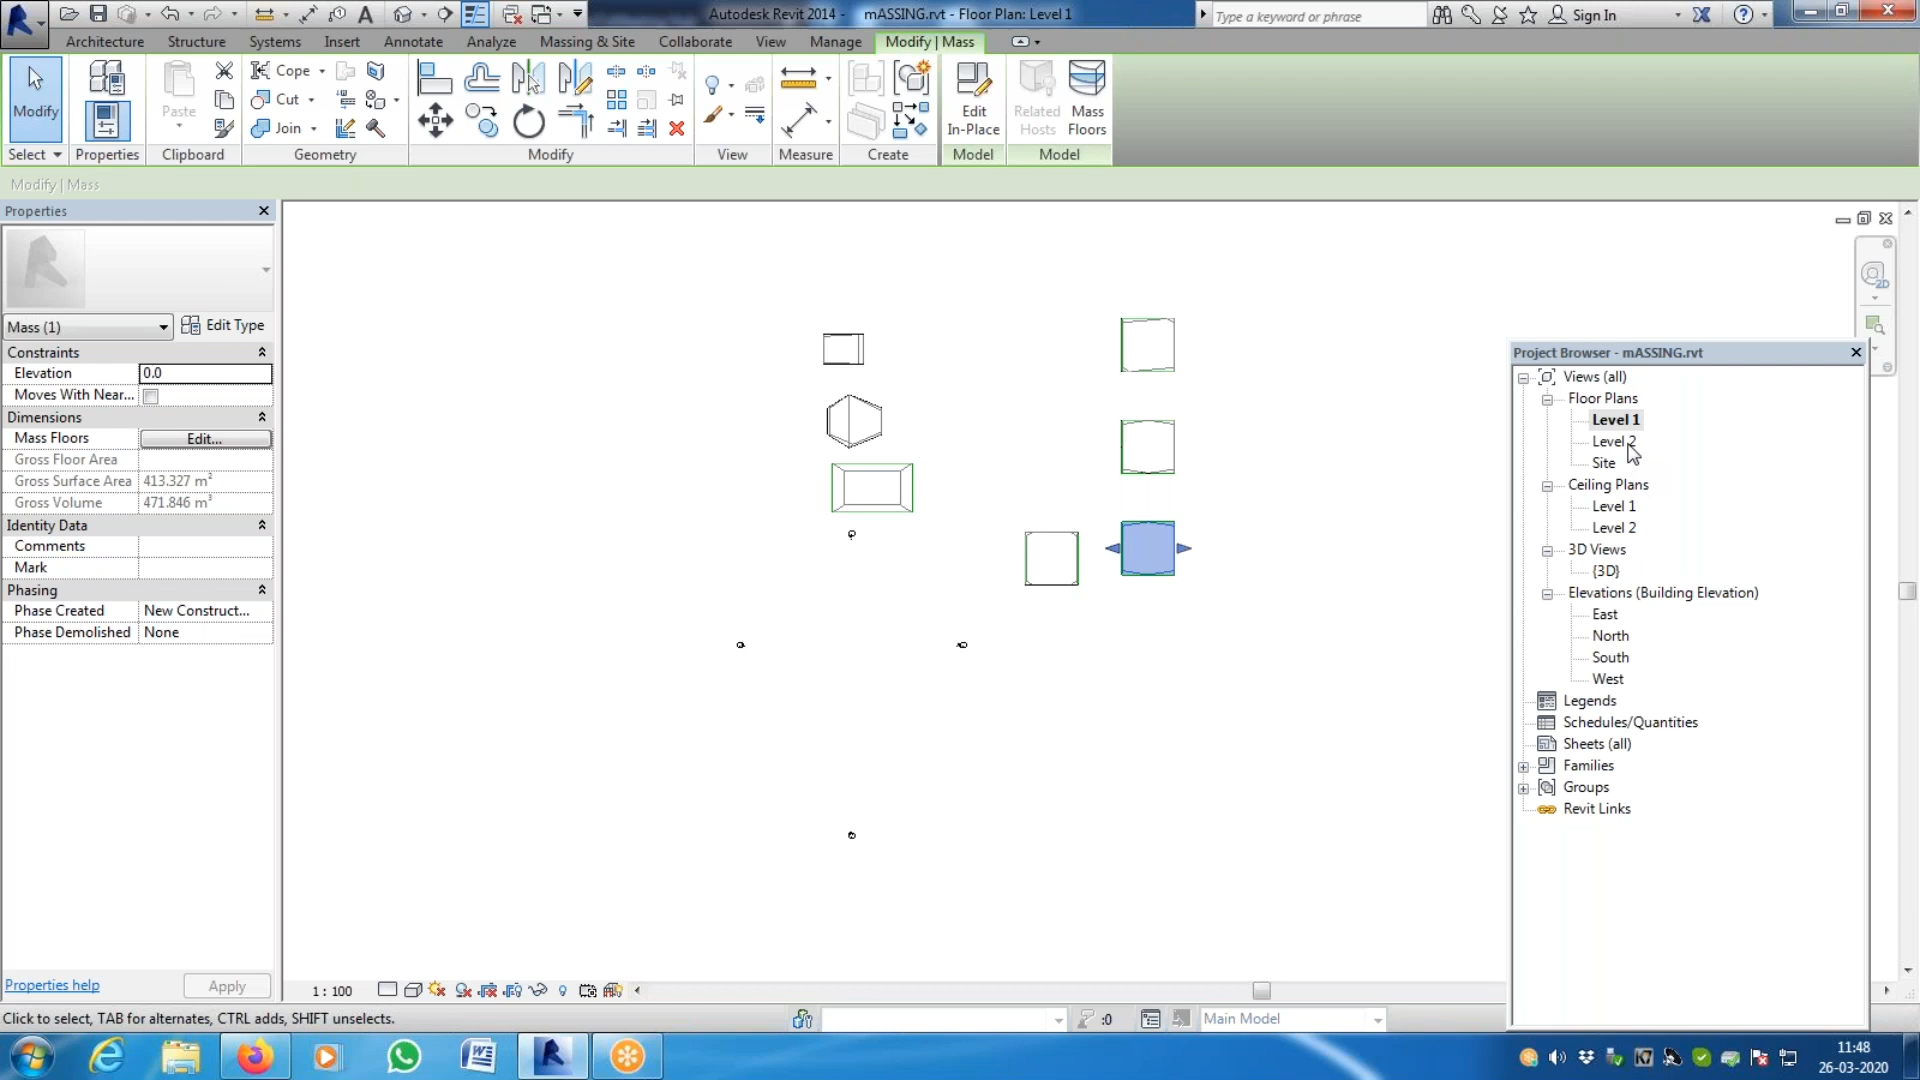 Autodesk Revit 2014 -    mASSING.rvt - Floor Plan: Level 1
Type a keyword or phrase
Sign In
Architecture Structure Systems Insert Annotate Analyze Massing & Site Collaborate View Manage Modify | Mass
Modify
Paste
Cope
Cut
Join
Edit In-Place
Related Hosts
Mass Floors
Select Properties Clipboard Geometry Modify View Measure Create Model Model
Modify | Mass
Properties
Mass (1)
Edit Type
Constraints
Elevation 0.0
Moves With Near...
Dimensions
Mass Floors Edit...
Gross Floor Area
Gross Surface Area 413.327 m²
Gross Volume 471.846 m³
Identity Data
Comments
Mark
Phasing
Phase Created New Construct...
Phase Demolished None
Properties help
Apply
2D
Project Browser - mASSING.rvt
Views (all)
Floor Plans
Level 1
Level 2
Site
Ceiling Plans
Level 1
Level 2
3D Views
{3D}
Elevations (Building Elevation)
East
North
South
West
Legends
Schedules/Quantities
Sheets (all)
Families
Groups
Revit Links
1 : 100
Click to select, TAB for alternates, CTRL adds, SHIFT unselects.
:0
Main Model
11:48
26-03-2020